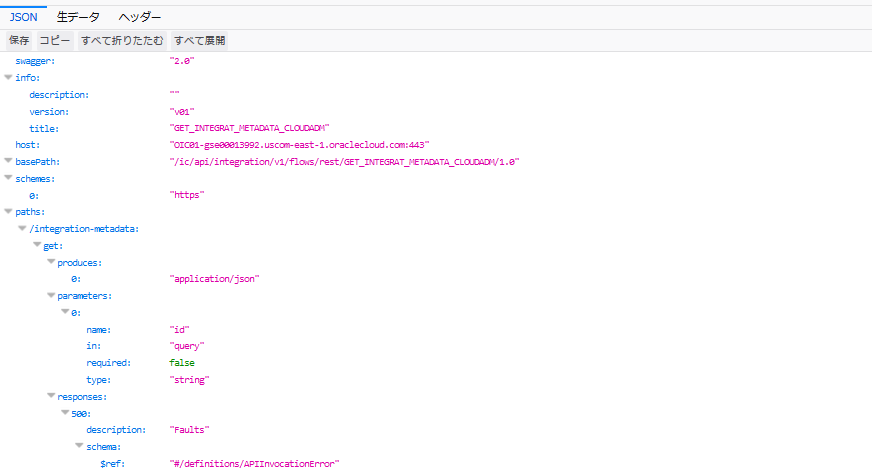 JSON 生データ ヘッダー
保存 コピー すべて折りたたむ すべて展開
swagger: "2.0"
info:
description: ""
version: "v01"
title: "GET_INTEGRAT_METADATA_CLOUDADM"
host: "OIC01-gse00013992.uscom-east-1.oraclecloud.com:443"
basePath: "/ic/api/integration/v1/flows/rest/GET_INTEGRAT_METADATA_CLOUDADM/1.0"
schemes:
0: "https"
paths:
/integration-metadata:
get:
produces:
0: "application/json"
parameters:
0:
name: "id"
in: "query"
required: false
type: "string"
responses:
500:
description: "Faults"
schema:
$ref: "#/definitions/APIInvocationError"